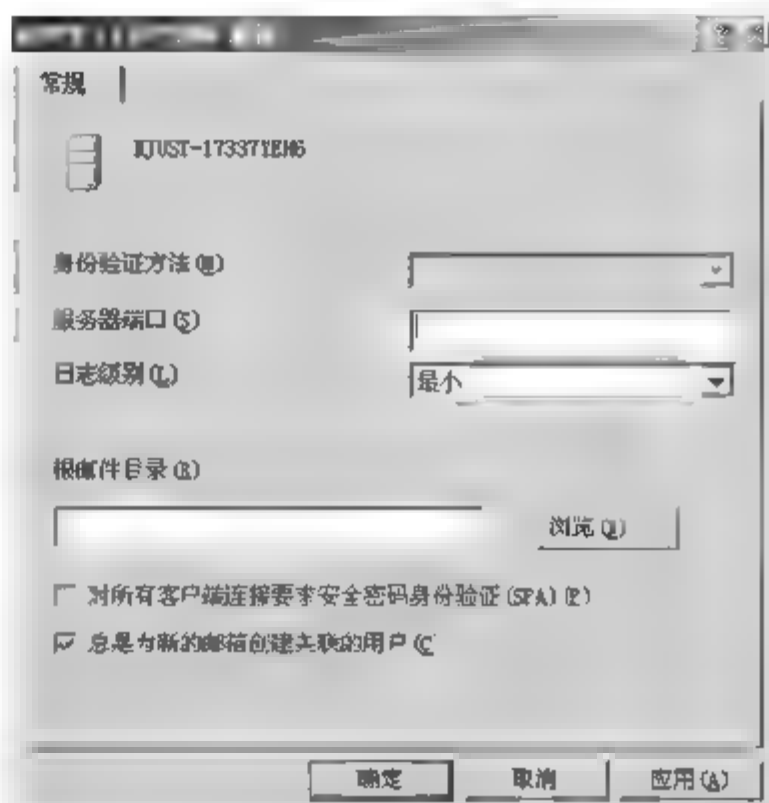 常规
身份验证方法(M)
服务器端口(S)
日志级别(L)
最小
根邮件目录(R)
浏览
对所有客户端连接要求安全密码身份验证(SPA)(P)
总是为新的邮箱创建关联的用户(C
确定
取消
应用(A)